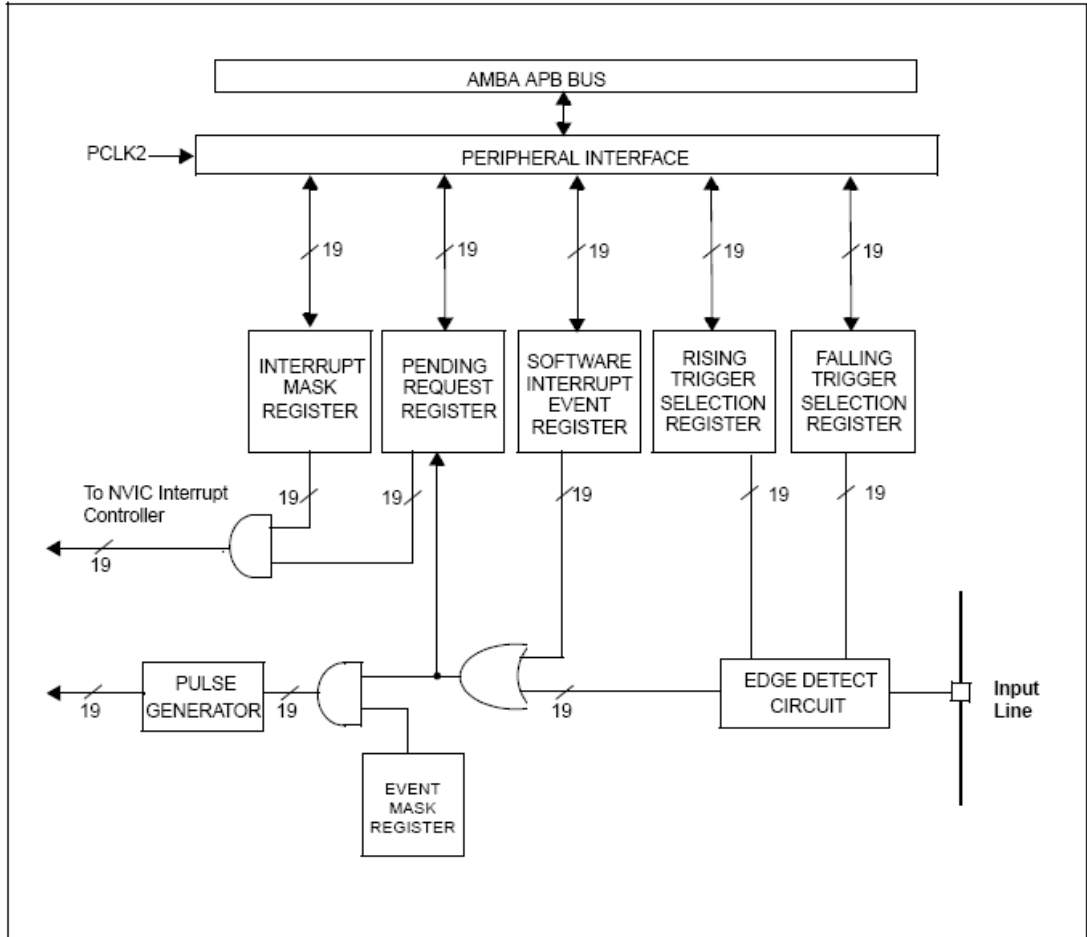 AMBA APB BUS
PCLK2
PERIPHERAL INTERFACE
19
19
19
19
19
INTERRUPT
MASK
REGISTER
PENDING
REQUEST
REGISTER
SOFTWARE
INTERRUPT
EVENT
REGISTER
RISING
TRIGGER
SELECTION
REGISTER
FALLING
TRIGGER
SELECTION
REGISTER
To NVIC Interrupt
Controller
19
19
19
19
19
19
PULSE
GENERATOR
19
19
19
EDGE DETECT
CIRCUIT
Input
Line
EVENT
MASK
REGISTER